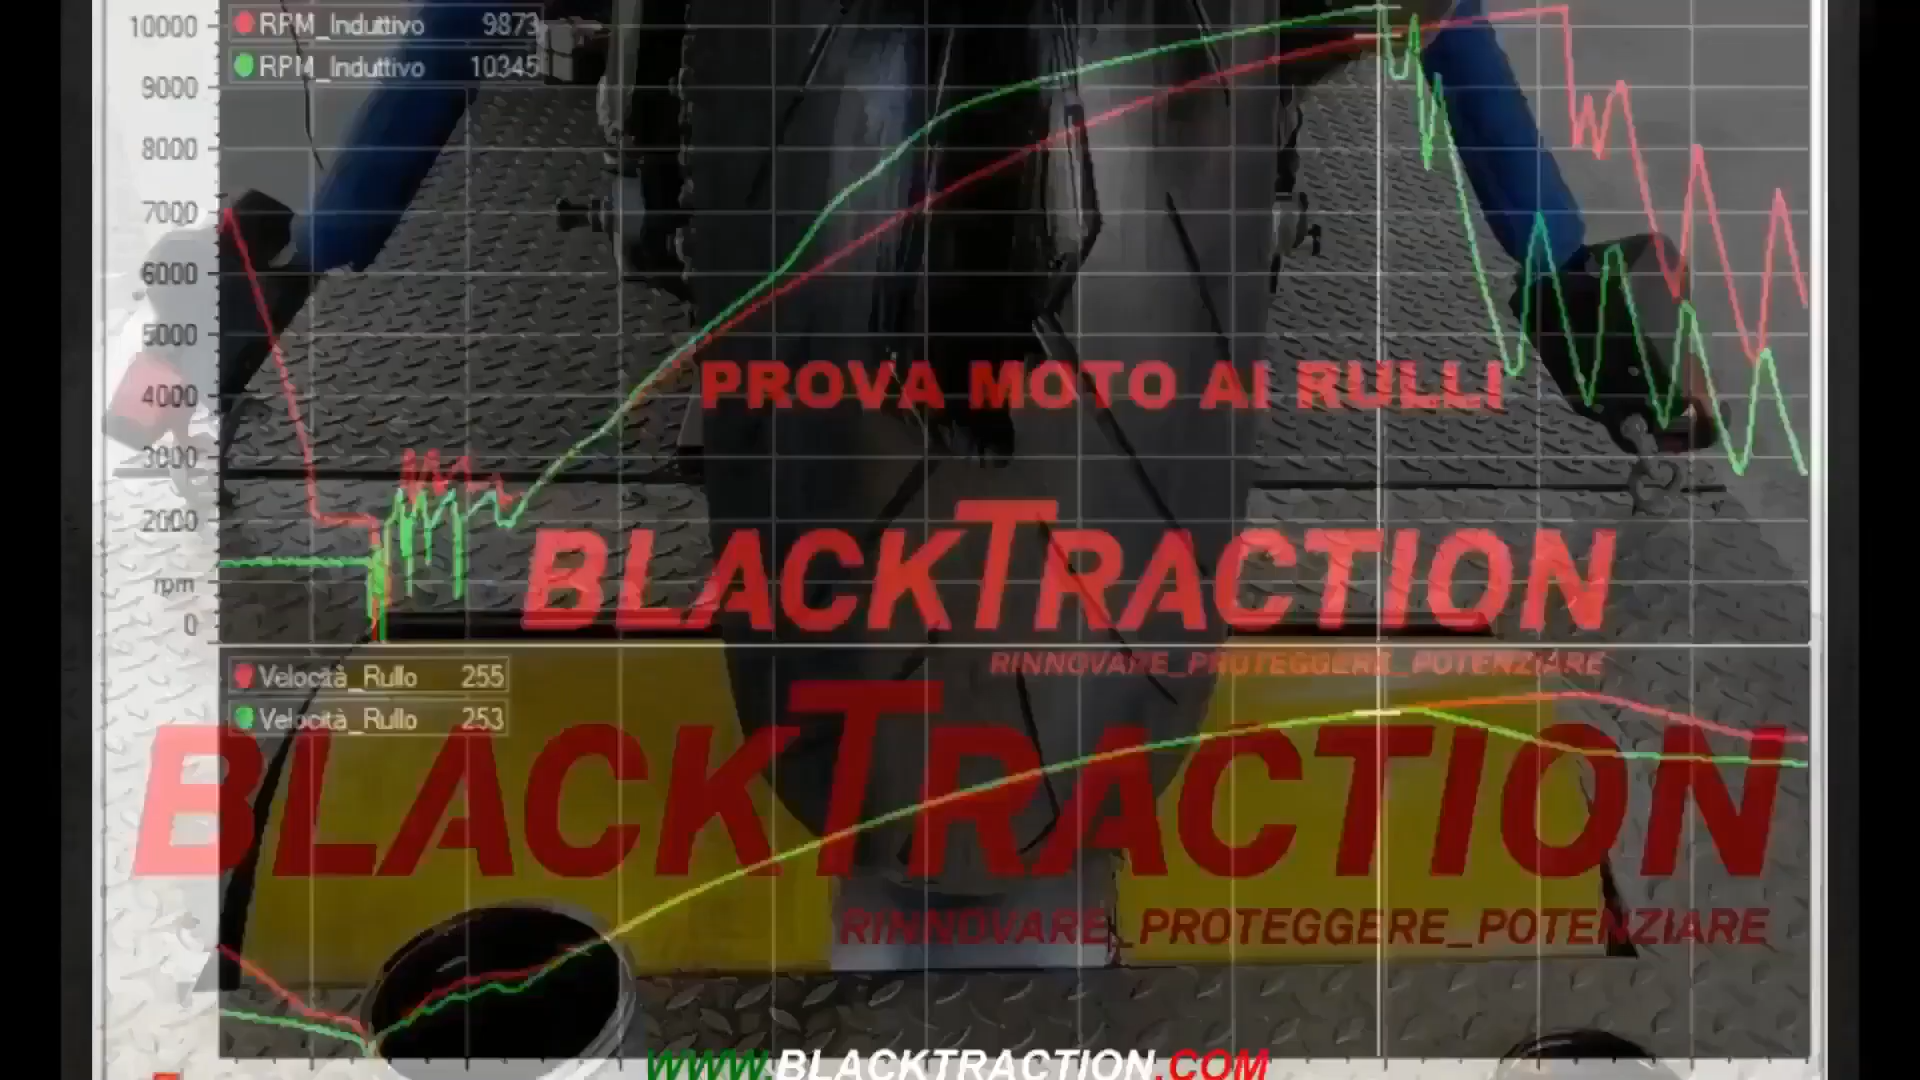 10000
RPM_Induttivo 9873
RPM_Induttivo 10345
9000
8000
7000
6000
5000
4000
PROVA MOTO AI RULLI
3000
2000
BLACKTRACTION
rpm
0
RINNOVARE_PROTEGGERE_POTENZIARE
Velocità_Rullo 255
Velocità_Rullo 253
BLACKTRACTION
RINNOVARE_PROTEGGERE_POTENZIARE
WWW.BLACKTRACTION.COM